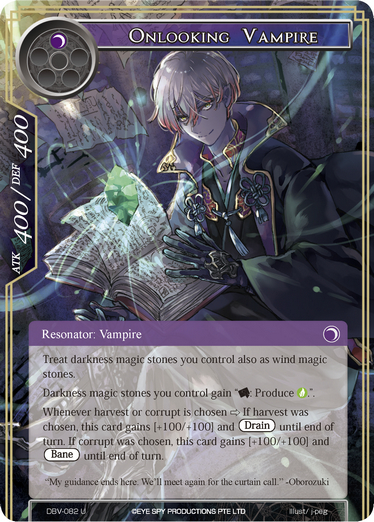 ONLOOKING VAMPIRE
ATK 400/ DEF 400
Resonator: Vampire
Treat darkness magic stones you control also as wind magic
stones.
Darkness magic stones you control gain “: Produce ”.
Whenever harvest or corrupt is chosen ⇨ If harvest was
chosen, this card gains [+100/+100] and Drain until end of
turn. If corrupt was chosen, this card gains [+100/+100] and
Bane until end of turn.
“My guidance ends here. We’ll meet again for the curtain call.” -Oborozuki
DBV-082 U
©EYE SPY PRODUCTIONS PTE LTD
Illust/ j-peg